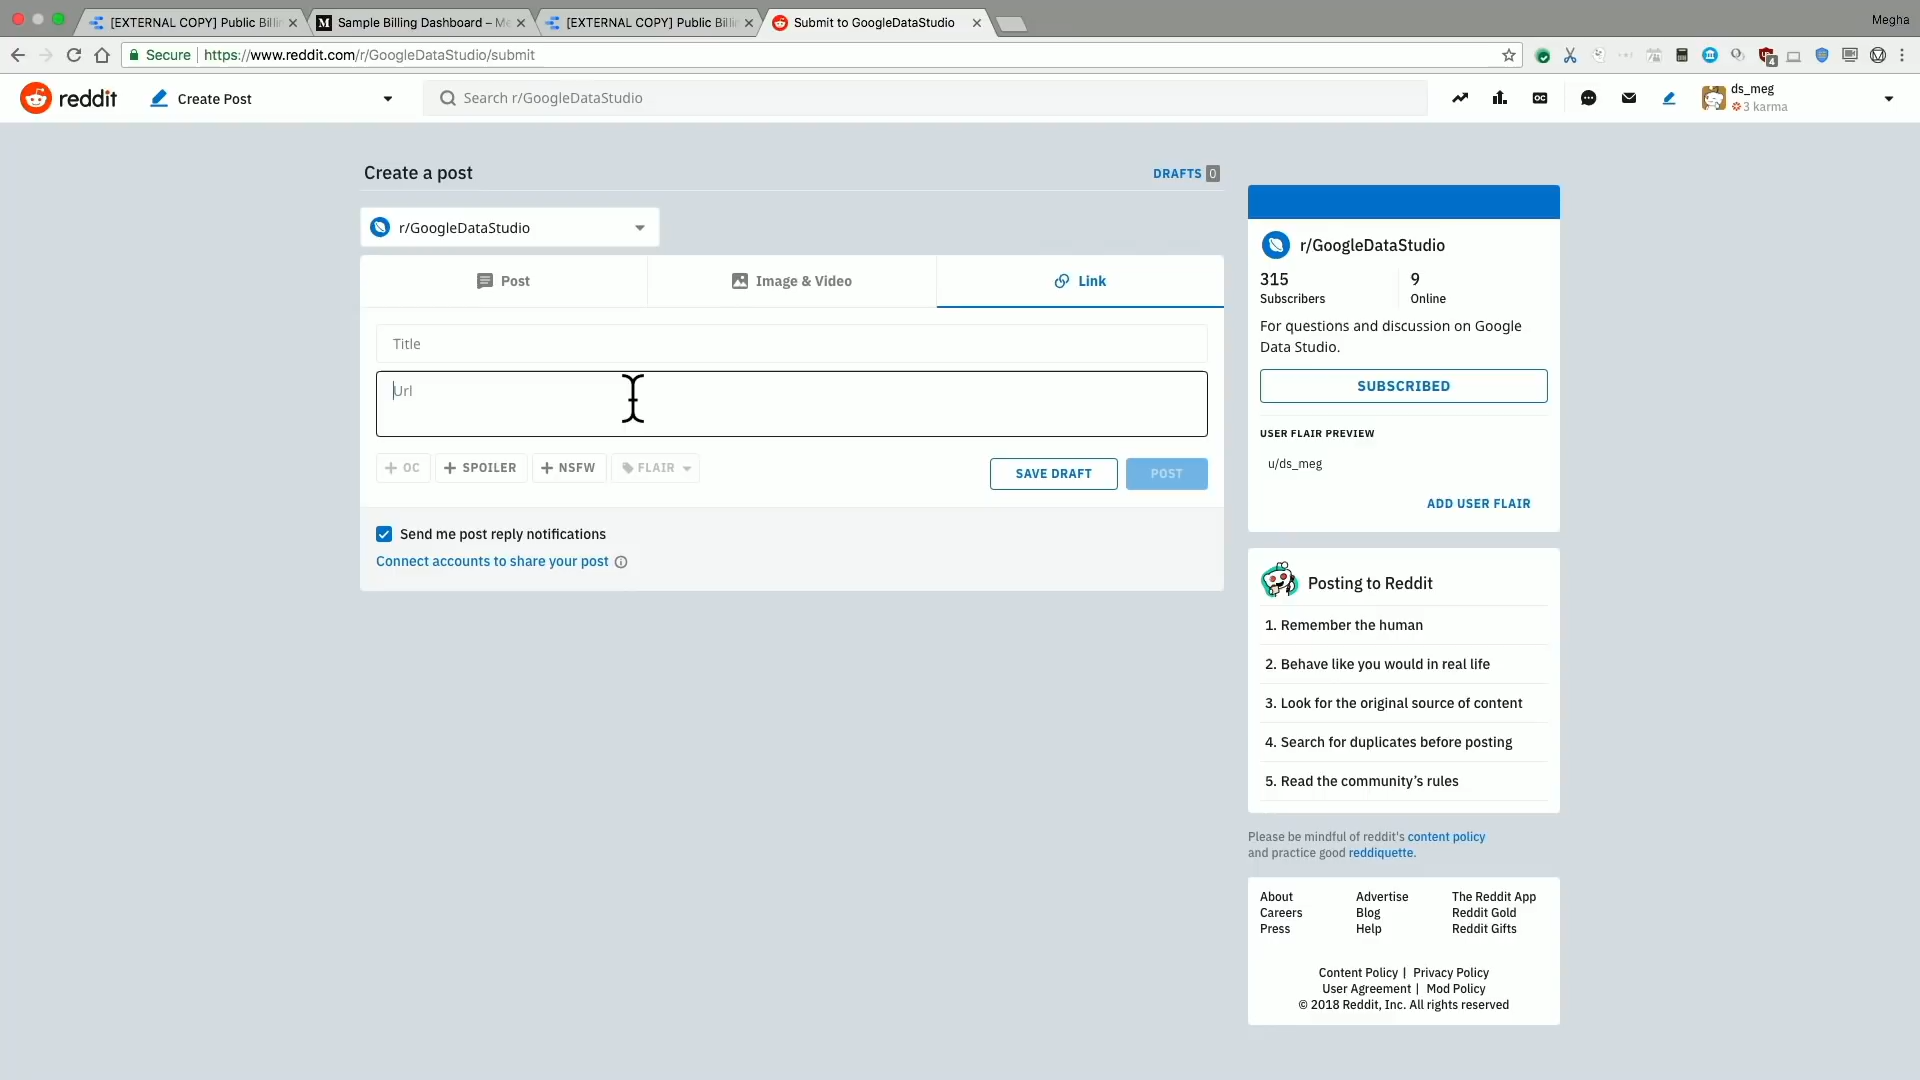 [EXTERNAL COPY] Public Billi
Sample Billing Dashboard – Me
[EXTERNAL COPY] Public Billi
Submit to GoogleDataStudio
Megha
Secure
https://www.reddit.com/r/GoogleDataStudio/submit
4
reddit
Create Post
Search r/GoogleDataStudio
OC
ds_meg
3 karma
Create a post
DRAFTS 0
r/GoogleDataStudio
Post
Image & Video
Link
Title
Url
OC
SPOILER
NSFW
FLAIR
SAVE DRAFT
POST
Send me post reply notifications
Connect accounts to share your post
r/GoogleDataStudio
315
9
Subscribers
Online
For questions and discussion on Google
Data Studio.
SUBSCRIBED
USER FLAIR PREVIEW
u/ds_meg
ADD USER FLAIR
Posting to Reddit
1. Remember the human
2. Behave like you would in real life
3. Look for the original source of content
4. Search for duplicates before posting
5. Read the community’s rules
Please be mindful of reddit's content policy
and practice good reddiquette.
About
Advertise
The Reddit App
Careers
Blog
Reddit Gold
Press
Help
Reddit Gifts
Content Policy | Privacy Policy
User Agreement | Mod Policy
© 2018 Reddit, Inc. All rights reserved